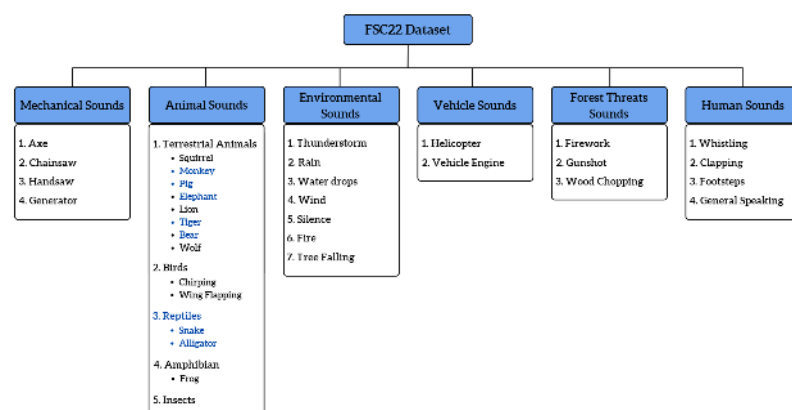 FSC22 Dataset
Mechanical Sounds
1. Axe
2. Chainsaw
3. Handsaw
4. Generator
Animal Sounds
1. Terrestrial Animals
• Squirrel
• Monkey
• Pig
• Elephant
• Lion
• Tiger
• Bear
• Wolf
2. Birds
• Chirping
• Wing Flapping
3. Reptiles
• Snake
• Alligator
4. Amphibian
• Frog
5. Insects
Environmental
Sounds
1. Thunderstorm
2. Rain
3. Water drops
4. Wind
5. Silence
6. Fire
7. Tree Falling
Vehicle Sounds
1. Helicopter
2. Vehicle Engine
Forest Threats
Sounds
1. Firework
2. Gunshot
3. Wood Chopping
Human Sounds
1. Whistling
2. Clapping
3. Footsteps
4. General Speaking